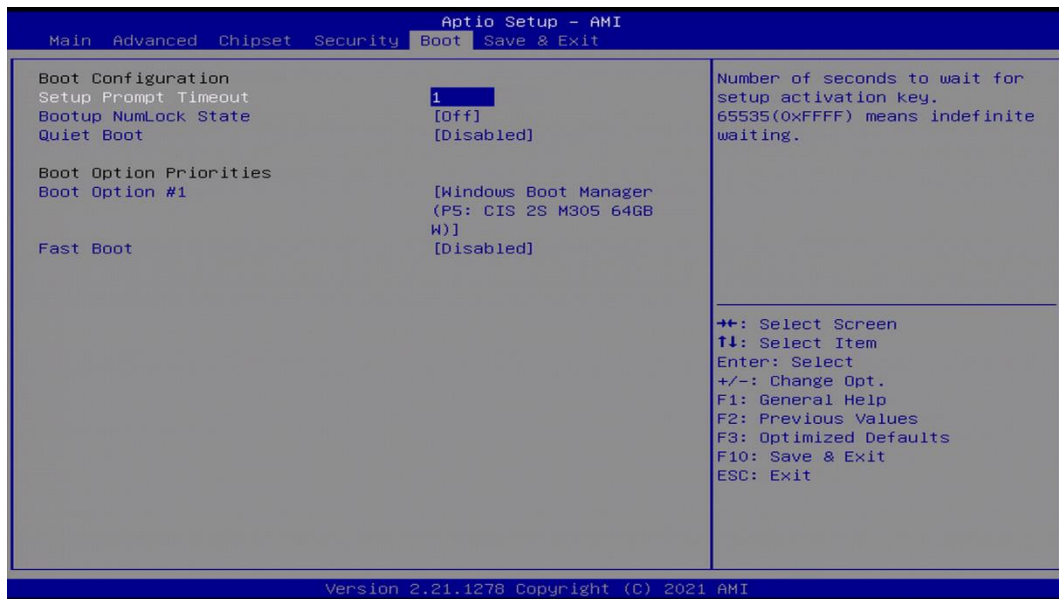 Aptio Setup – AMI
Main Advanced Chipset Security Boot Save & Exit
Boot Configuration
Setup Prompt Timeout 1
Bootup NumLock State [Off]
Quiet Boot [Disabled]
Boot Option Priorities
Boot Option #1 [Windows Boot Manager
(P5: CIS 2S M305 64GB
W)]
Fast Boot [Disabled]
Number of seconds to wait for
setup activation key.
65535(0xFFFF) means indefinite
waiting.
→←: Select Screen
↑↓: Select Item
Enter: Select
+/-: Change Opt.
F1: General Help
F2: Previous Values
F3: Optimized Defaults
F10: Save & Exit
ESC: Exit
Version 2.21.1278 Copyright (C) 2021 AMI